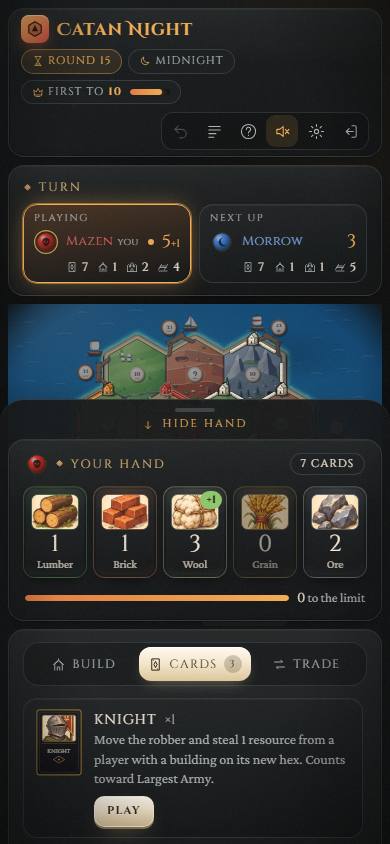 CATAN NIGHT
ROUND 15
MIDNIGHT
FIRST TO 10
TURN
PLAYING
MAZEN YOU 5+1
7 1 2 4
NEXT UP
MORROW 3
7 1 1 5
HIDE HAND
YOUR HAND
7 CARDS
1
Lumber
1
Brick
+1
3
Wool
0
Grain
2
Ore
0 to the limit
BUILD
CARDS 3
TRADE
KNIGHT
KNIGHT ×1
Move the robber and steal 1 resource from a
player with a building on its new hex. Counts
toward Largest Army.
PLAY